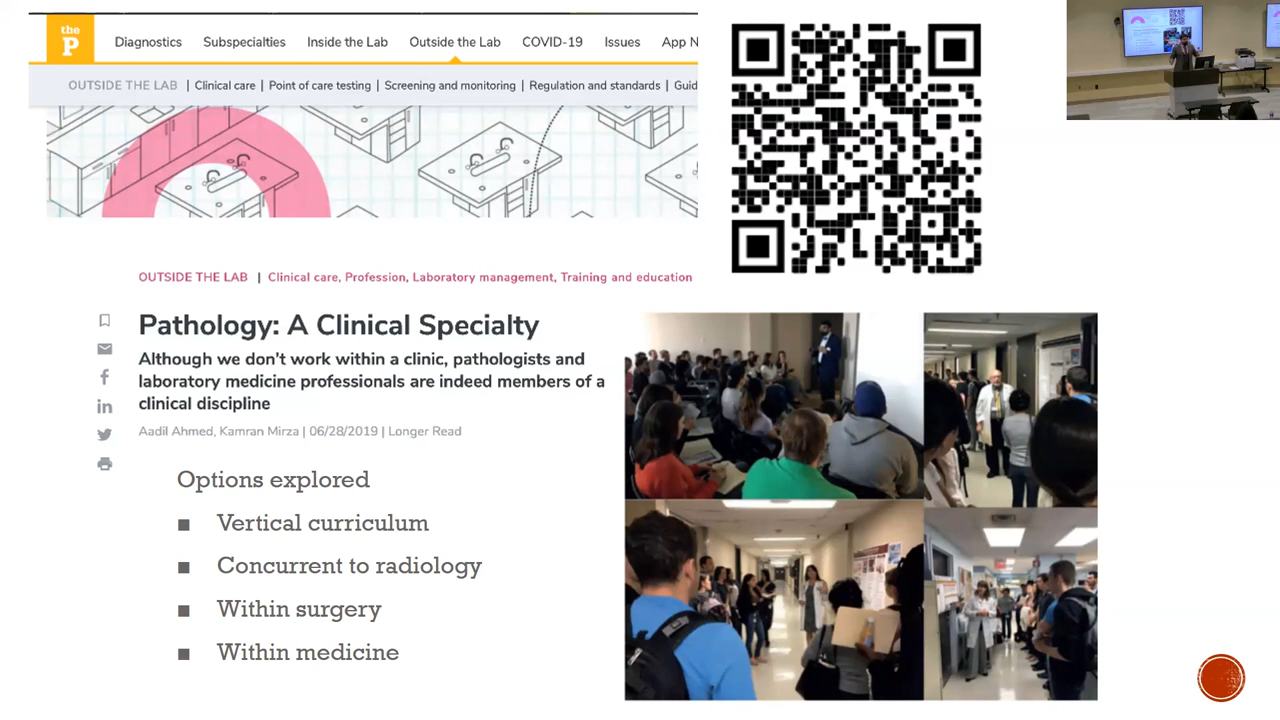 the
P
Diagnostics Subspecialties Inside the Lab Outside the Lab COVID-19 Issues App N
OUTSIDE THE LAB | Clinical care | Point of care testing | Screening and monitoring | Regulation and standards | Guid
OUTSIDE THE LAB | Clinical care, Profession, Laboratory management, Training and education
Pathology: A Clinical Specialty
Although we don't work within a clinic, pathologists and
laboratory medicine professionals are indeed members of a
clinical discipline
Aadil Ahmed, Kamran Mirza | 06/28/2019 | Longer Read
Options explored
■ Vertical curriculum
■ Concurrent to radiology
■ Within surgery
■ Within medicine